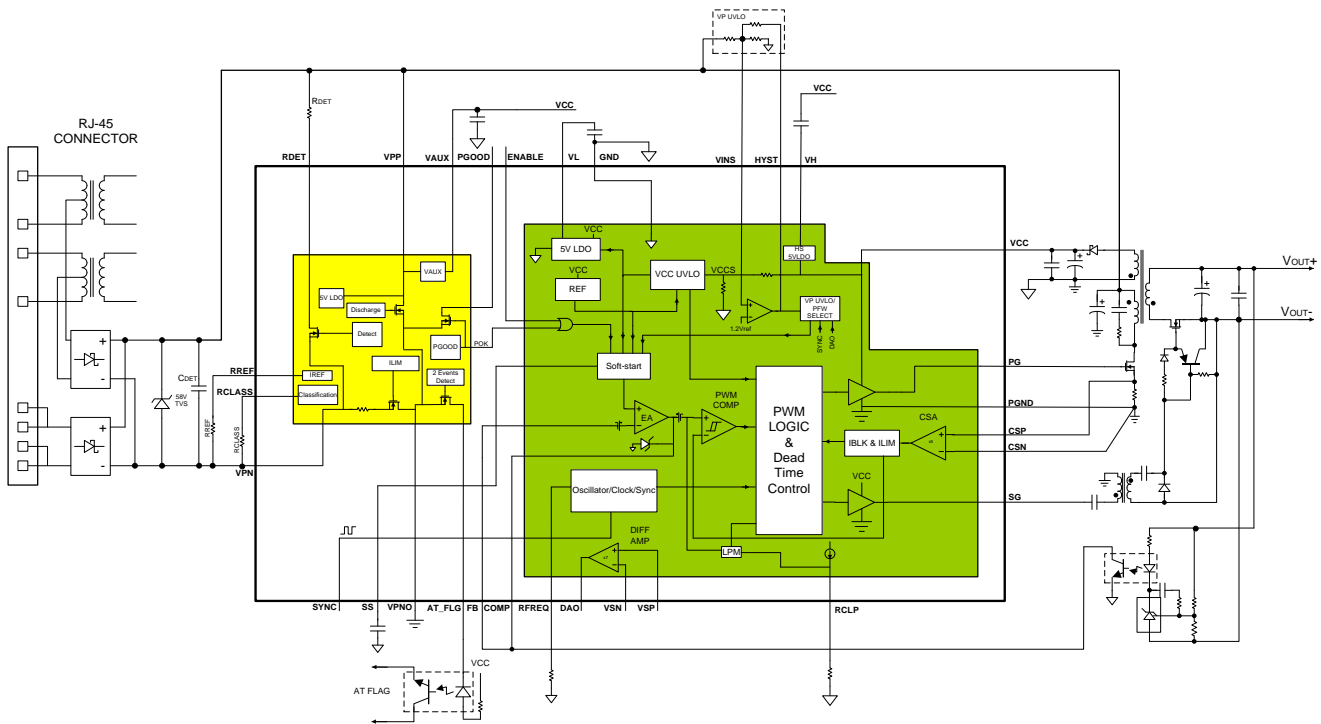 VP UVLO
RJ-45
CONNECTOR
RDET
VCC
VCC
RDET
VPP
VAUX
PGOOD
ENABLE
VL
GND
VINS
HYST
VH
VAUX
5V LDO
Discharge
Detect
PGOOD
POK
ILIM
2 Events
Detect
IREF
Classification
5V LDO
VCC
VCC
REF
VCC UVLO
VCCS
HS
5VLDO
1.2Vref
VP UVLO/
PFW
SELECT
SYNC
DAO
Soft-start
EA
PWM
COMP
PWM
LOGIC
&
Dead
Time
Control
CSA
x6
IBLK & ILIM
VCC
Oscillator/Clock/Sync
DIFF
AMP
x7
LPM
VCC
VOUT+
VOUT-
PG
PGND
CSP
CSN
SG
+
-
+
-
58V
TVS
CDET
RREF
RCLASS
RREF
RCLASS
VPN
SYNC
SS
VPNO
AT_FLG
FB
COMP
RFREQ
DAO
VSN
VSP
RCLP
AT FLAG
VCC